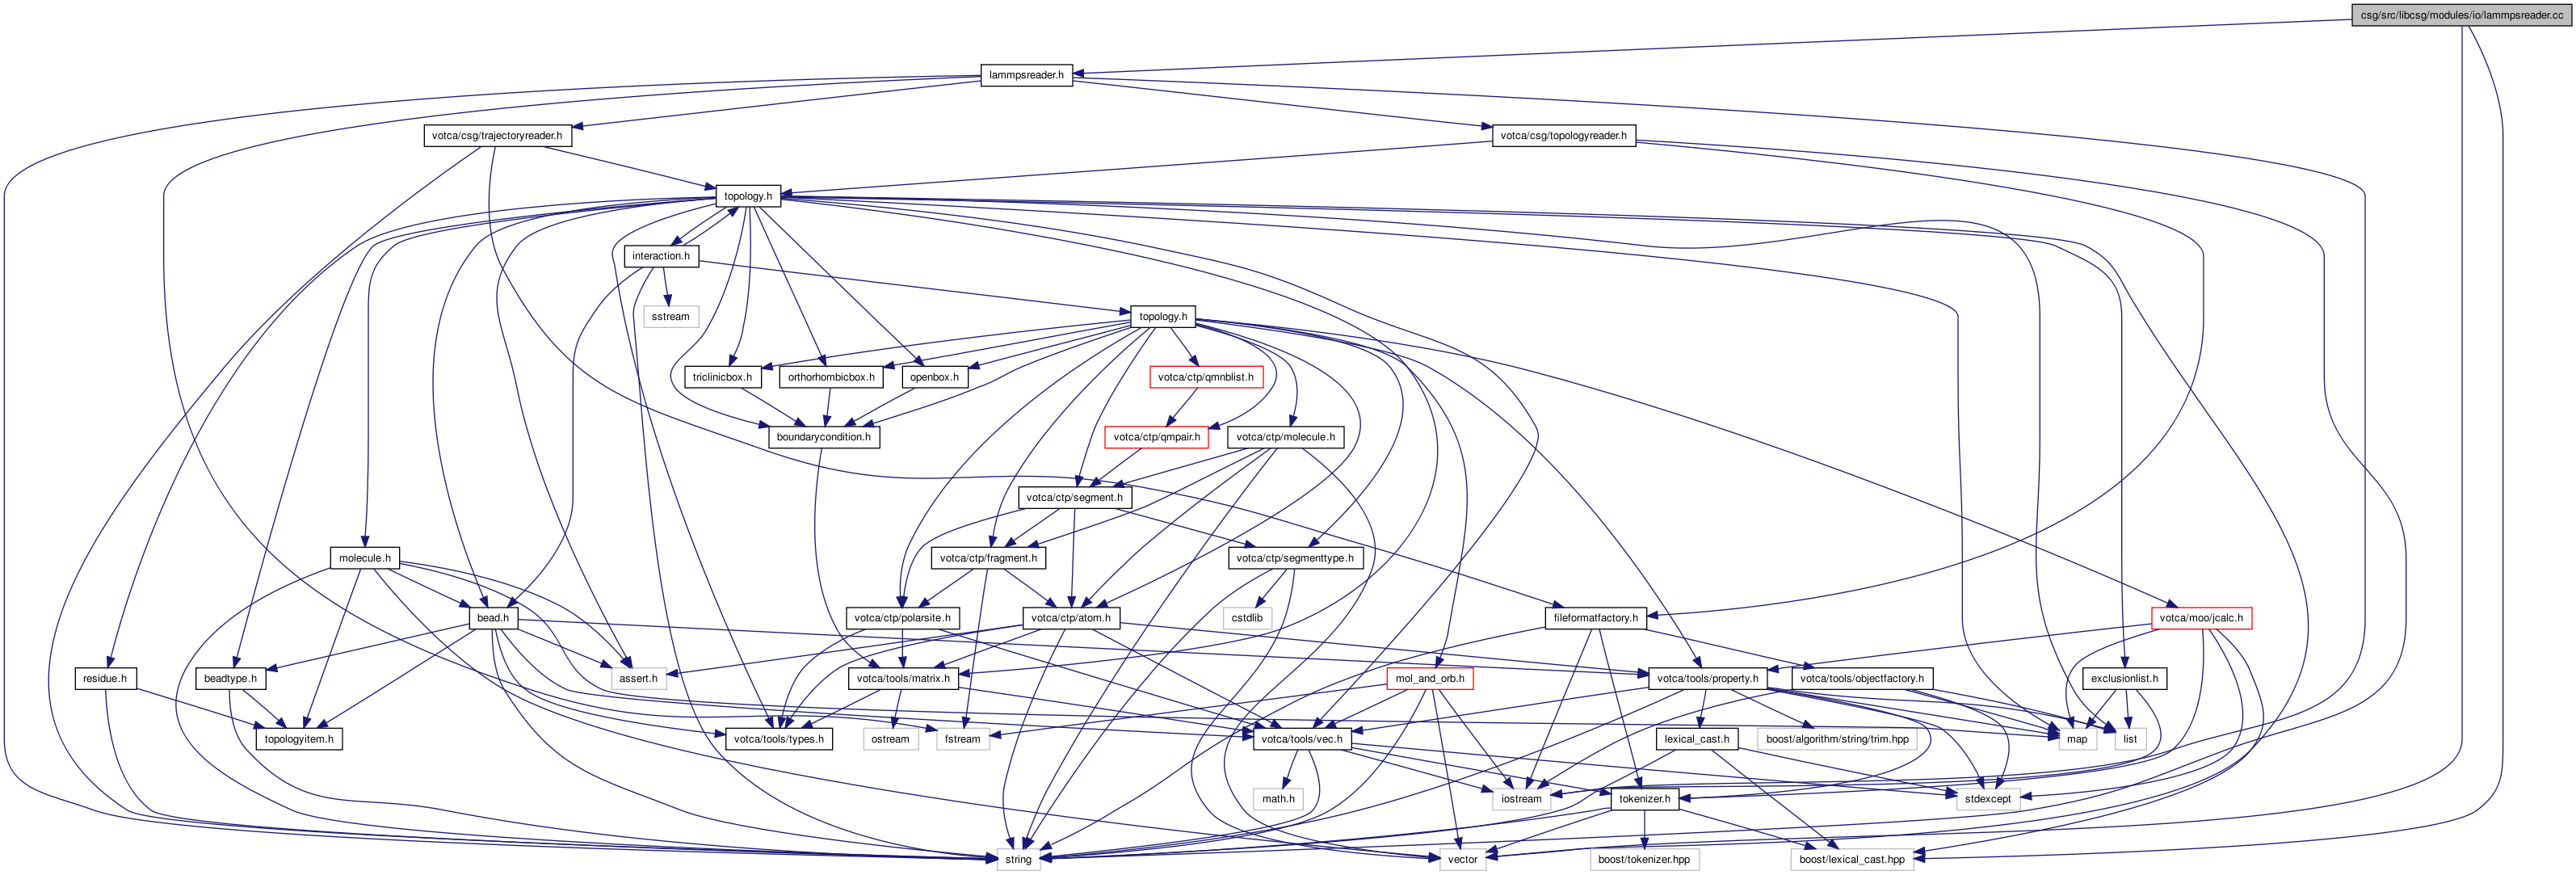 csg/src/libcsg/modules/io/lammpsreader.cc
lammpsreader.h
votca/csg/trajectoryreader.h
votca/csg/topologyreader.h
topology.h
interaction.h
sstream
topology.h
triclinicbox.h
orthorhombicbox.h
openbox.h
votca/ctp/qmnblist.h
boundarycondition.h
votca/ctp/qmpair.h
votca/ctp/molecule.h
votca/ctp/segment.h
molecule.h
votca/ctp/fragment.h
votca/ctp/segmenttype.h
bead.h
votca/ctp/polarsite.h
votca/ctp/atom.h
cstdlib
fileformatfactory.h
votca/moo/jcalc.h
residue.h
beadtype.h
assert.h
votca/tools/matrix.h
mol_and_orb.h
votca/tools/property.h
votca/tools/objectfactory.h
exclusionlist.h
topologyitem.h
votca/tools/types.h
ostream
fstream
votca/tools/vec.h
lexical_cast.h
boost/algorithm/string/trim.hpp
map
list
math.h
iostream
tokenizer.h
stdexcept
string
vector
boost/tokenizer.hpp
boost/lexical_cast.hpp